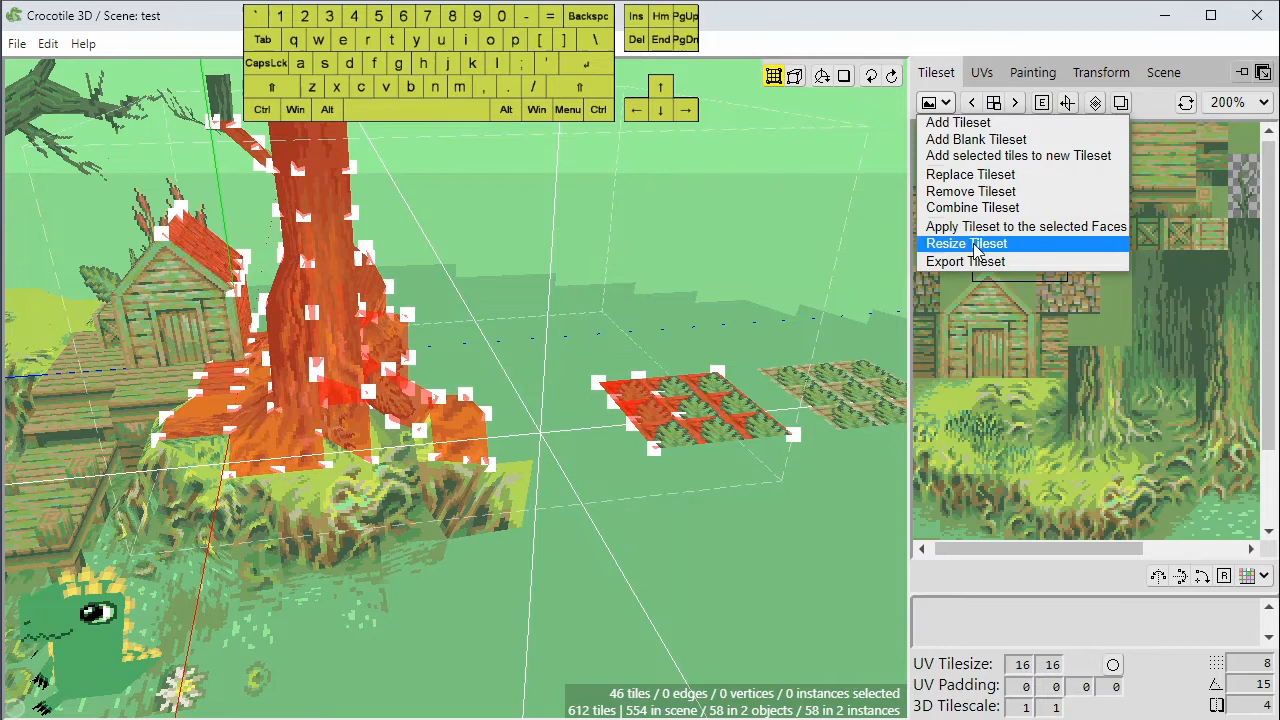 Crocotile 3D / Scene: test
File Edit Help
` 1 2 3 4 5 6 7 8 9 0 - = Backspc
Ins Hm PgUp
Tab q w e r t y u i o p [ ] \
Del End PgDn
CapsLck a s d f g h j k l ; ' ↵
⇧ z x c v b n m , . / ⇧
↑
Ctrl Win Alt Alt Win Menu Ctrl
← ↓ →
Tileset UVs Painting Transform Scene
E 200%
Add Tileset
Add Blank Tileset
Add selected tiles to new Tileset
Replace Tileset
Remove Tileset
Combine Tileset
Apply Tileset to the selected Faces
Resize Tileset
Export Tileset
R
UV Tilesize: 16 16 8
UV Padding: 0 0 0 0 15
3D Tilescale: 1 1 4
46 tiles / 0 edges / 0 vertices / 0 instances selected
612 tiles | 554 in scene / 58 in 2 objects / 58 in 2 instances